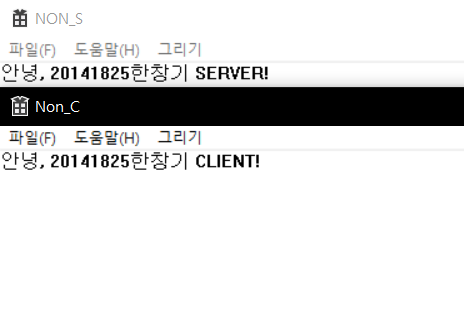 NON_S
파일(F) 도움말(H) 그리기
안녕, 20141825한창기 SERVER!
Non_C
파일(F) 도움말(H) 그리기
안녕, 20141825한창기 CLIENT!